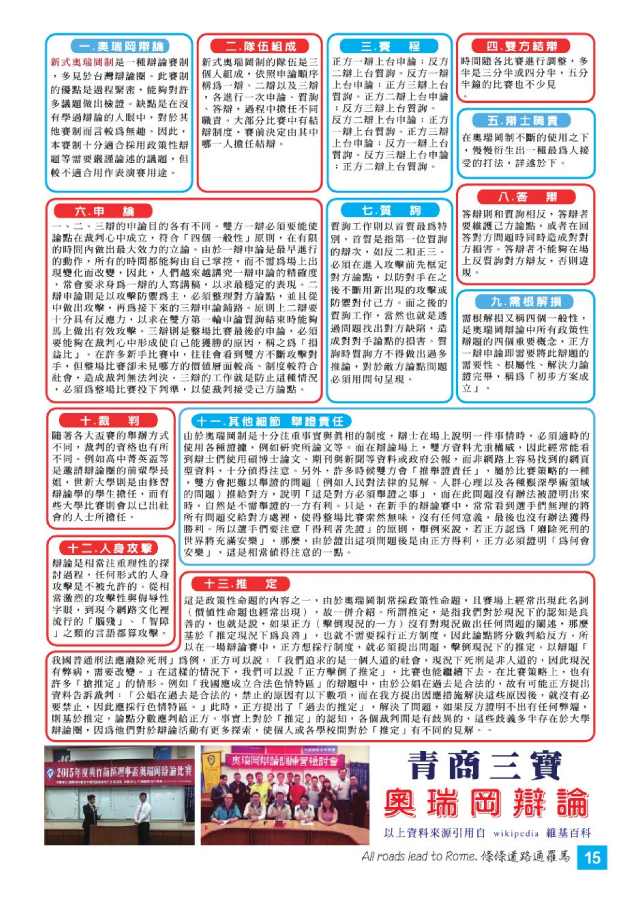 一.奧瑞岡辯論
新式奧瑞岡制是一種辯論賽制
，多見於台灣辯論圈。此賽制
的優點是過程緊密，能夠對許
多議題做出檢證。缺點是在沒
有學過辯論的人眼中，對於其
他賽制而言較為無趣。因此，
本賽制十分適合採用政策性辯
題等需要嚴謹論述的議題，但
較不適合用作表演賽用途。
二.隊伍組成
新式奧瑞岡制的隊伍是三
個人組成，依照申論順序
稱為一辯、二辯以及三辯
，各進行一次申論、質詢
、答辯，過程中擔任不同
職責。大部分比賽中有結
辯制度，賽前決定由其中
哪一人擔任結辯。
三.賽 程
正方一辯上台申論；反方
二辯上台質詢。反方一辯
上台申論；正方三辯上台
質詢。正方二辯上台申論
；反方三辯上台質詢。
反方二辯上台申論；正方
一辯上台質詢。正方三辯
上台申論；反方一辯上台
質詢。反方三辯上台申論
；正方二辯上台質詢。
四.雙方結辯
時間隨各比賽進行調整，多
半是三分半或四分半，五分
半鐘的比賽也不少見
。
五.辯士職責
在奧瑞岡制不斷的使用之下
，慢慢衍生出一種最為人接
受的打法，詳述於下。
六.申 論
一、二、三辯的申論目的各有不同。雙方一辯必須要能使
論點在裁判心中成立，符合「四個一般性」原則，在有限
的時間內做出最大效力的立論。由於一辯申論是最早進行
的動作，所有的時間都能夠由自己掌控，而不需為場上出
現變化而改變，因此，人們越來越講究一辯申論的精確度
，常會要求身為一辯的人寫講稿，以求最穩定的表現。二
辯申論則是以攻擊防禦為主，必須整理對方論點，並且從
中做出攻擊，再為接下來的三辯申論鋪路。原則上二辯要
十分具有反應力，以求在雙方第一輪申論質詢結束時能夠
馬上做出有效攻擊。三辯則是整場比賽最後的申論，必須
要能夠在裁判心中形成使自己能獲勝的原因，稱之為「損
益比」。在許多新手比賽中，往往會看到雙方不斷攻擊對
手，但整場比賽卻未見哪方的價值層面較高、制度較符合
社會，造成裁判無法判決。三辯的工作就是防止這種情況
，必須為整場比賽投下判準，以使裁判接受己方論點。
七.質 詢
質詢工作則以首質最為特
別，首質是指第一位質詢
的辯次，如反二和正三，
必須在進入攻擊前先框定
對方論點，以防對手在之
後不斷用新出現的攻擊或
防禦對付己方。而之後的
質詢工作，當然也就是透
過問題找出對方缺陷，造
成對對手論點的損害。質
詢時質詢方不得做出過多
推論，對於敵方論點問題
必須用問句呈現。
八.答 辯
答辯則和質詢相反，答辯者
要維護己方論點，或者在回
答對方問題時同時造成對對
方損害。答辯者不能夠在場
上反質詢對方辯友，否則違
規。
九.需根解損
需根解損又稱四個一般性，
是奧瑞岡辯論中所有政策性
辯題的四個重要概念，正方
一辯申論即需要將此辯題的
需要性、根屬性、解決力論
證完畢，稱為「初步方案成
立」。
十.裁 判
隨著各大盃賽的舉辦方式
不同，裁判的資格也有所
不同。例如高中菁英盃等
是邀請辯論圈的前輩學長
姐，世新大學則是由修習
辯論學的學生擔任，而有
些大學比賽則會以已出社
會的人士所擔任。
十一.其他細節 舉證責任
由於奧瑞岡制是十分注重事實與真相的制度，辯士在場上說明一件事情時，必須適時的
使用各種證據，例如研究所論文等。而在辯論場上，雙方資料尤重權威，因此經常能看
到辯士們使用碩博士論文、期刊與新聞等資料或政府公報，而非網路上容易找到的網頁
型資料，十分值得注意。另外，許多時候雙方會「推舉證責任」，屬於比賽策略的一種
，雙方會把難以舉證的問題（例如人民對法律的見解、人群心理以及各種艱深學術領域
的問題）推給對方，說明「這是對方必須舉證之事」，而在此問題沒有辦法被證明出來
時，自然是不需舉證的一方有利。只是，在新手的辯論賽中，常常看到選手們無理的將
所有問題交給對方處裡，使得整場比賽索然無味，沒有任何意義，最後也沒有辦法獲得
勝利。所以選手們要注意「得利者先證」的原則，舉例來說，若正方認為「廢除死刑的
世界將充滿安樂」，那麼，由於證出這項問題後是由正方得利，正方必須證明「為何會
安樂」，這是相當值得注意的一點。
十二.人身攻擊
辯論是相當注重理性的探
討過程，任何形式的人身
攻擊是不被允許的。從相
當激烈的攻擊性與侮辱性
字眼，到現今網路文化裡
流行的「腦殘」、「智障
」之類的言語都算攻擊。
十三.推 定
這是政策性命題的內容之一，由於奧瑞岡制常採政策性命題，且賽場上經常出現此名詞
（價值性命題也經常出現），故一併介紹。所謂推定，是指我們對於現況下的認知是良
善的，也就是說，如果正方（擊倒現況的一方）沒有對現況做出任何問題的闡述，那麼
基於「推定現況下為良善」，也就不需要採行正方制度，因此論點將分數判給反方。所
以在一場辯論賽中，正方想採行制度，就必須提出問題，擊倒現況下的推定。以辯題「
我國普通刑法應廢除死刑」為例，正方可以說：「我們追求的是一個人道的社會，現況下死刑是非人道的，因此現況
有弊病，需要改變。」在這樣的情況下，我們可以說「正方擊倒了推定」，比賽也能繼續下去。在比賽策略上，也有
許多「搶推定」的情形。例如「我國應成立合法色情特區」的辯題中，由於公娼在過去是合法的，故有可能正方提出
資料告訴裁判：「公娼在過去是合法的，禁止的原因有以下數項，而在我方提出因應措施解決這些原因後，就沒有必
要禁止，因此應採行色情特區。」此時，正方提出了「過去的推定」，解決了問題，如果反方證明不出有任何弊端，
則基於推定，論點分數應判給正方。事實上對於「推定」的認知，各個裁判間是有歧異的，這些歧義多半存在於大學
辯論圈，因為他們對於辯論活動有更多探索，使個人或各學校間對於「推定」有不同的見解。。
2015年度
奧瑞岡辯論比賽
奧瑞岡辯論訓練營檢討會
青商三寶
奧瑞岡辯論
以上資料來源引用自 wikipedia 維基百科
All roads lead to Rome. 條條道路通羅馬 15